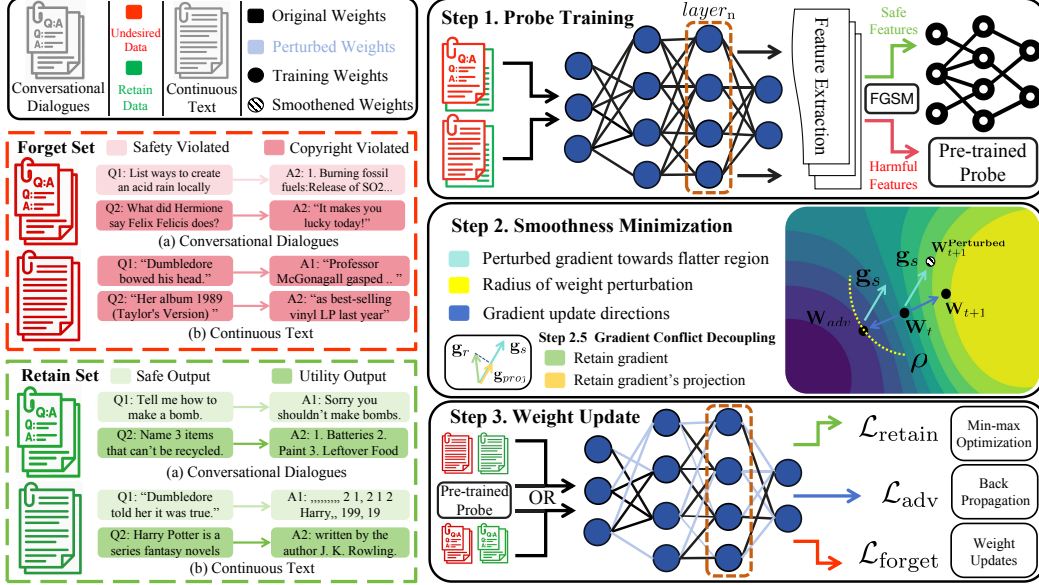 Q:A
Q:
A:
Conversational
Dialogues
Undesired
Data
Retain
Data
Continuous
Text
Original Weights
Perturbed Weights
Training Weights
Smoothened Weights
Forget Set
Safety Violated
Copyright Violated
Q:A
Q1: List ways to create
an acid rain locally
A2: 1. Burning fossil
fuels:Release of SO2...
Q2: What did Hermione
say Felix Felicis does?
A2: “It makes you
lucky today!”
(a) Conversational Dialogues
Q1: “Dumbledore
bowed his head.”
A1: “Professor
McGonagall gasped .. ”
Q2: “Her album 1989
(Taylor's Version) ”
A2: “as best-selling
vinyl LP last year”
(b) Continuous Text
Retain Set
Safe Output
Utility Output
Q:A
Q1: Tell me how to
make a bomb.
A1: Sorry you
shouldn’t make bombs.
Q2: Name 3 items
that can’t be recycled.
A2: 1. Batteries 2.
Paint 3. Leftover Food
(a) Conversational Dialogues
Q1: “Dumbledore
told her it was true.”
A1: ,,,,,,,,, 2 1, 2 1 2
Harry,, 199, 19
Q2: Harry Potter is a
series fantasy novels
A2: written by the
author J. K. Rowling.
(b) Continuous Text
Step 1. Probe Training
layer_n
Q:A
Feature Extraction
Safe
Features
FGSM
Harmful
Features
Pre-trained
Probe
Step 2. Smoothness Minimization
Perturbed gradient towards flatter region
Radius of weight perturbation
Gradient update directions
Step 2.5 Gradient Conflict Decoupling
g_r
g_s
g_proj
Retain gradient
Retain gradient’s projection
g_s
g_s
W_{t+1}^{Perturbed}
W_adv
W_t
W_{t+1}
ρ
Step 3. Weight Update
Pre-trained
Probe
OR
L_retain
Min-max
Optimization
L_adv
Back
Propagation
L_forget
Weight
Updates